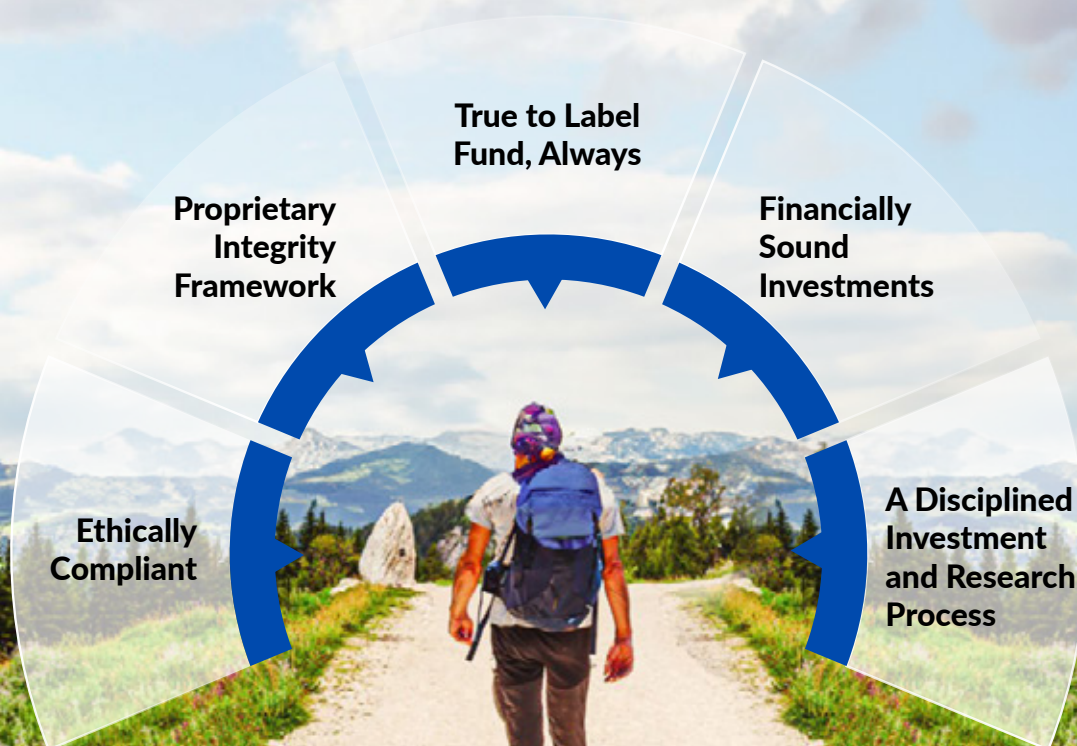 True to Label
Fund, Always
Proprietary
Integrity
Framework
Financially
Sound
Investments
Ethically
Compliant
A Disciplined
Investment
and Research
Process